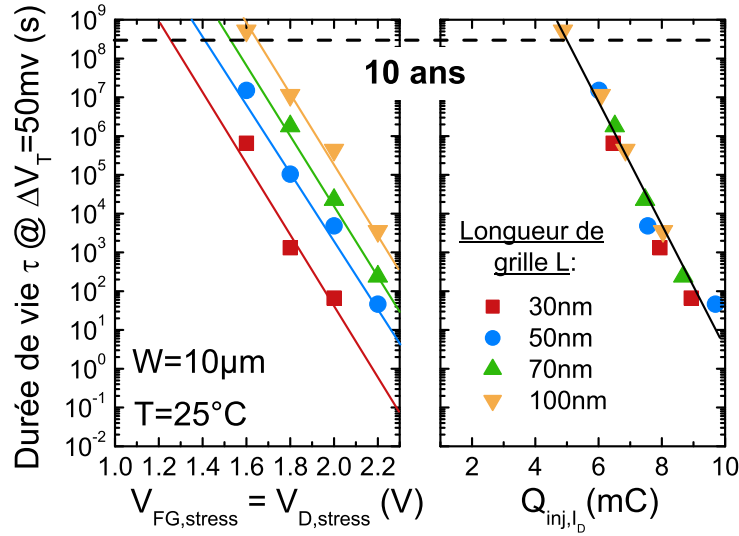 Durée de vie τ @ ΔV_T=50mv (s)
10^9
10^8
10^7
10^6
10^5
10^4
10^3
10^2
10^1
10^0
10^-1
10^-2
10 ans
W=10µm
T=25°C
Longueur de
grille L:
30nm
50nm
70nm
100nm
1.0 1.2 1.4 1.6 1.8 2.0 2.2
2 4 6 8 10
V_FG,stress = V_D,stress (V)
Q_inj,I_D (mC)